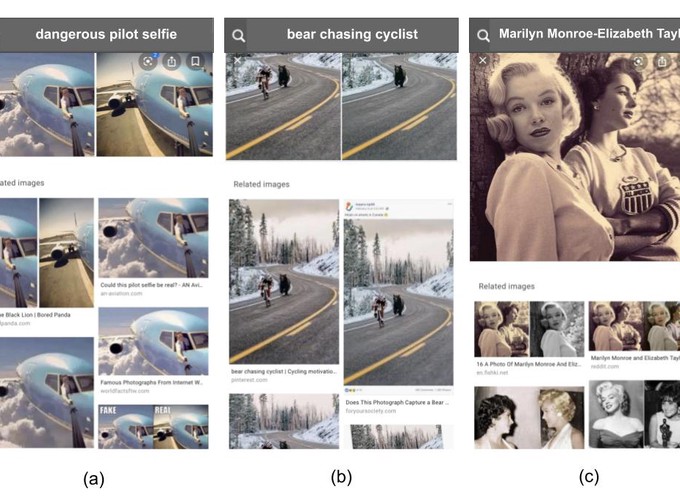 dangerous pilot selfie
bear chasing cyclist
Marilyn Monroe-Elizabeth Tayl
ated images
Could this pilot selfie be real? - AN Avi..
an-aviation.com
e Black Lion | Bored Panda
panda.com
Famous Photographs From Internet W..
worldfactsftw.com
FAKE
REAL
(a)
Related images
bear chasing cyclist | Cycling motivatio...
pinterest.com
Does This Photograph Capture a Bear ...
foryoursociety.com
(b)
Related images
16 A Photo Of Marilyn Monroe And Eliz..
en.fishki.net
Marilyn Monroe and Elizabeth Tayl
reddit.com
(c)